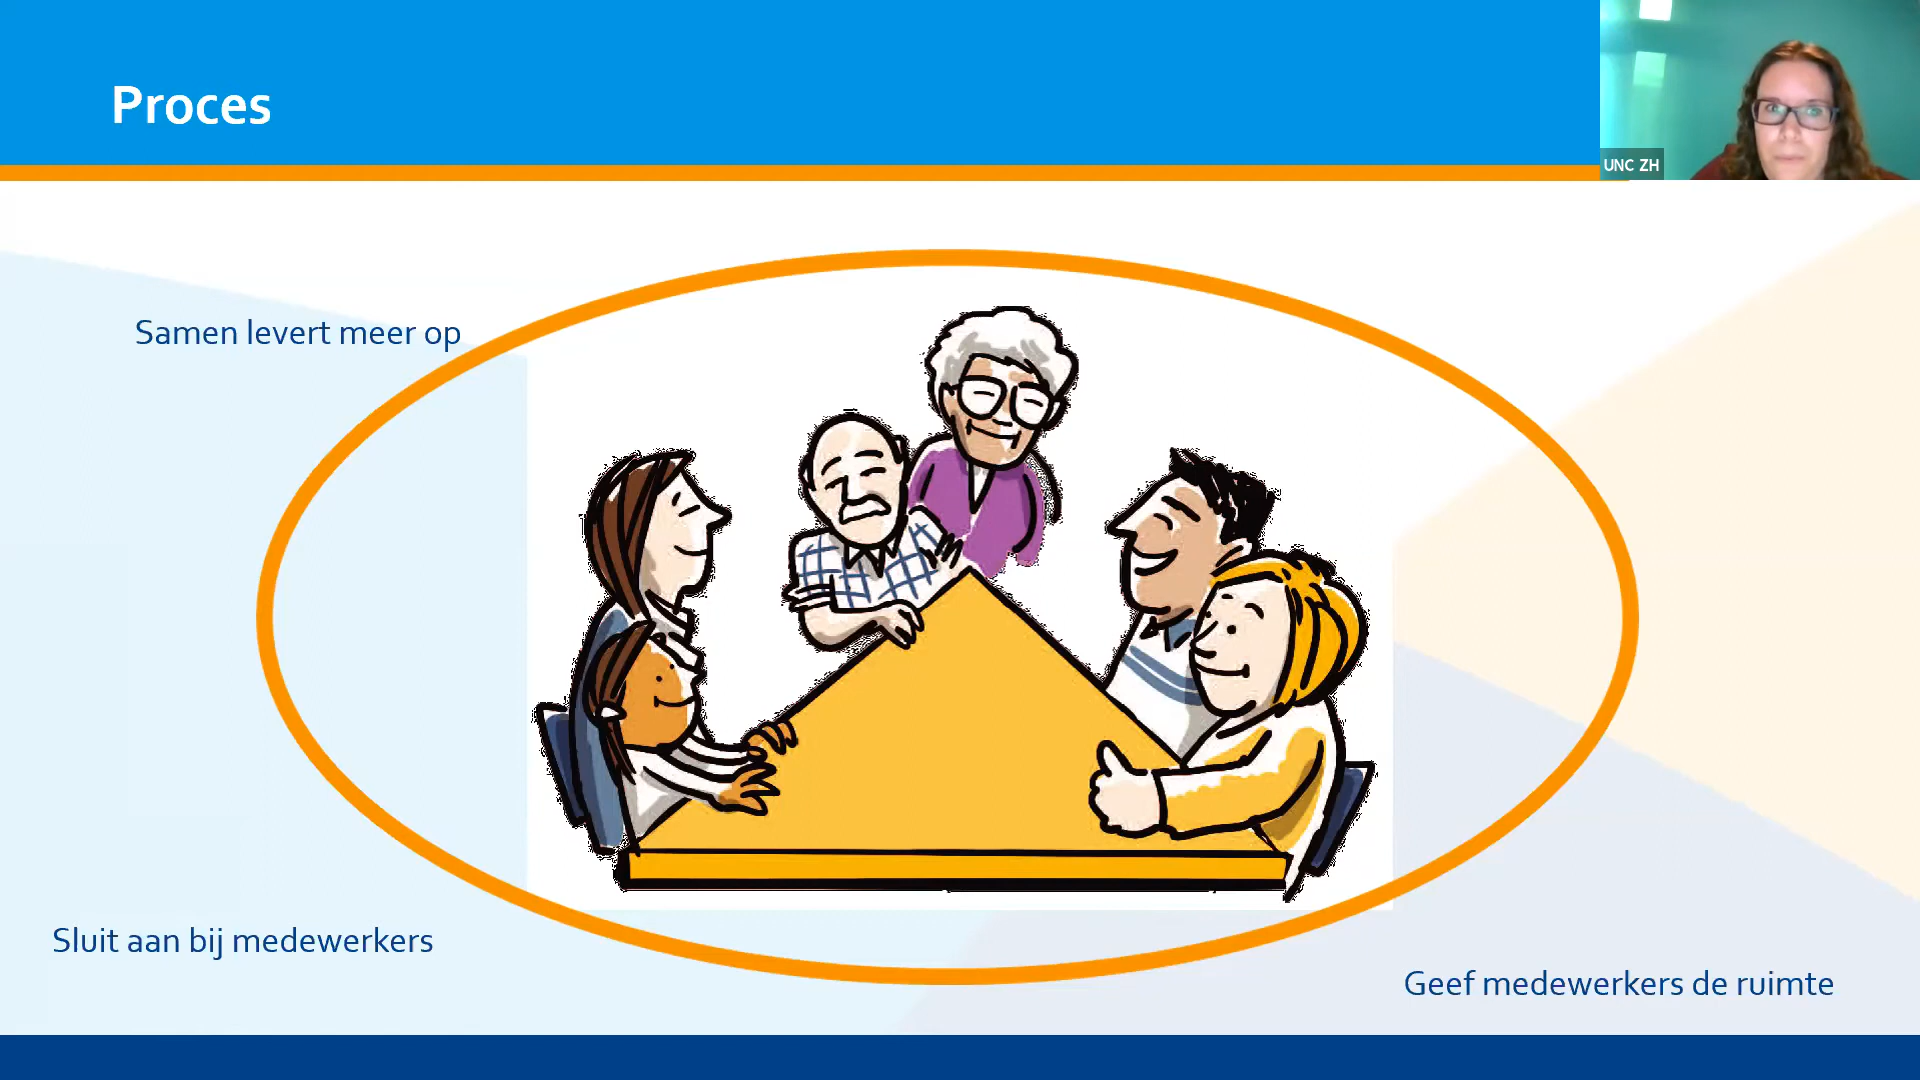 Proces
UNC ZH
Samen levert meer op
Sluit aan bij medewerkers
Geef medewerkers de ruimte